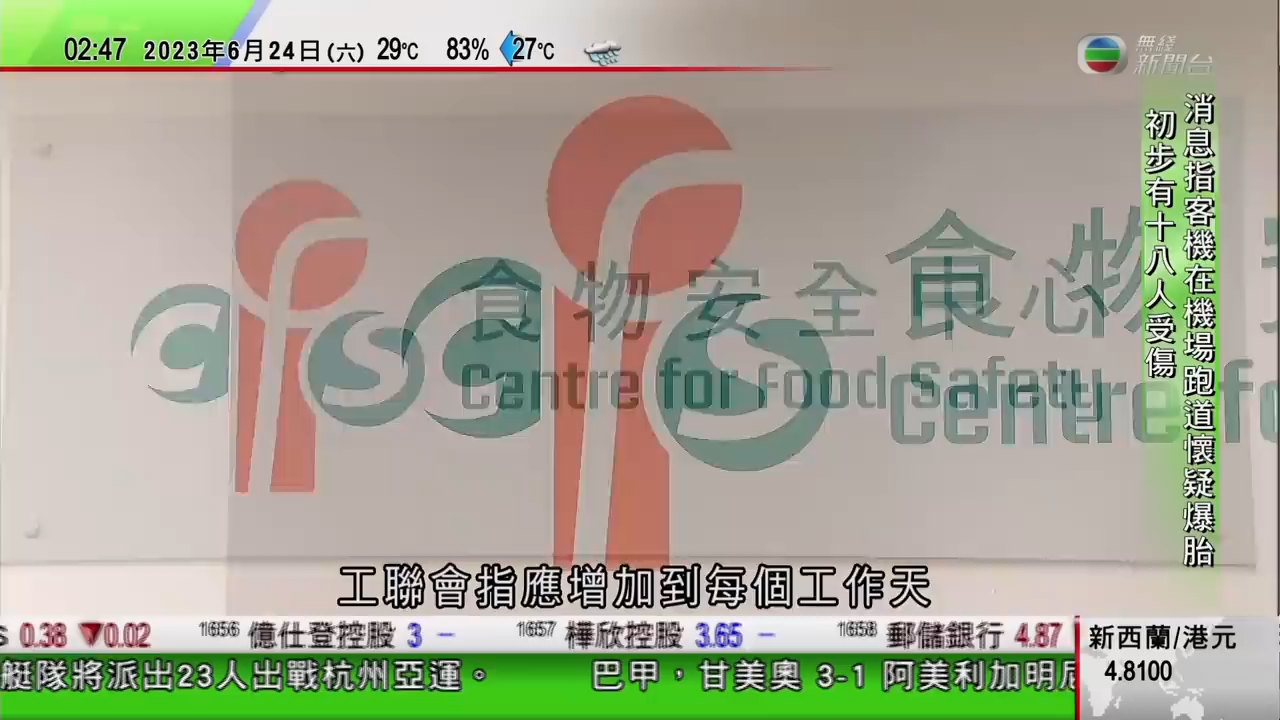 02:47 2023年6月24日(六) 29℃ 83% 27℃
無綫
新聞台
消息指客機在機場跑道懷疑爆胎
初步有十八人受傷
cfs
食物安全中心
Centre for Food Safety
cfs
食物
Centre fo
工聯會指應增加到每個工作天
0.38 ▼0.02 1656 億仕登控股 3 – 1657 樺欣控股 3.65 – 1658 郵儲銀行 4.87
艇隊將派出23人出戰杭州亞運。 巴甲，甘美奧 3-1 阿美利加明尼
新西蘭/港元
4.8100